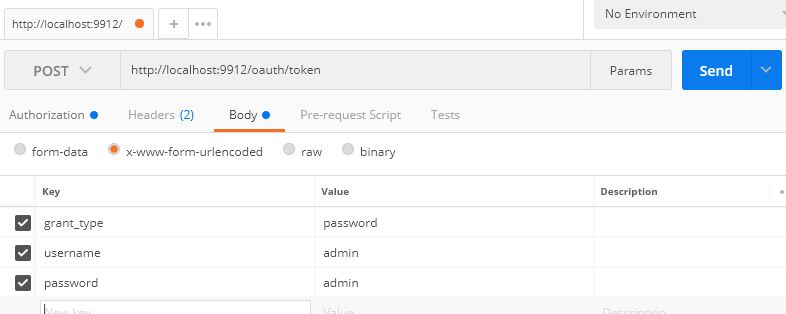 http://localhost:9912/ + ••• No Environment
POST http://localhost:9912/oauth/token Params Send
Authorization Headers (2) Body Pre-request Script Tests
form-data x-www-form-urlencoded raw binary
Key Value Description
grant_type password
username admin
password admin
New key Value Description